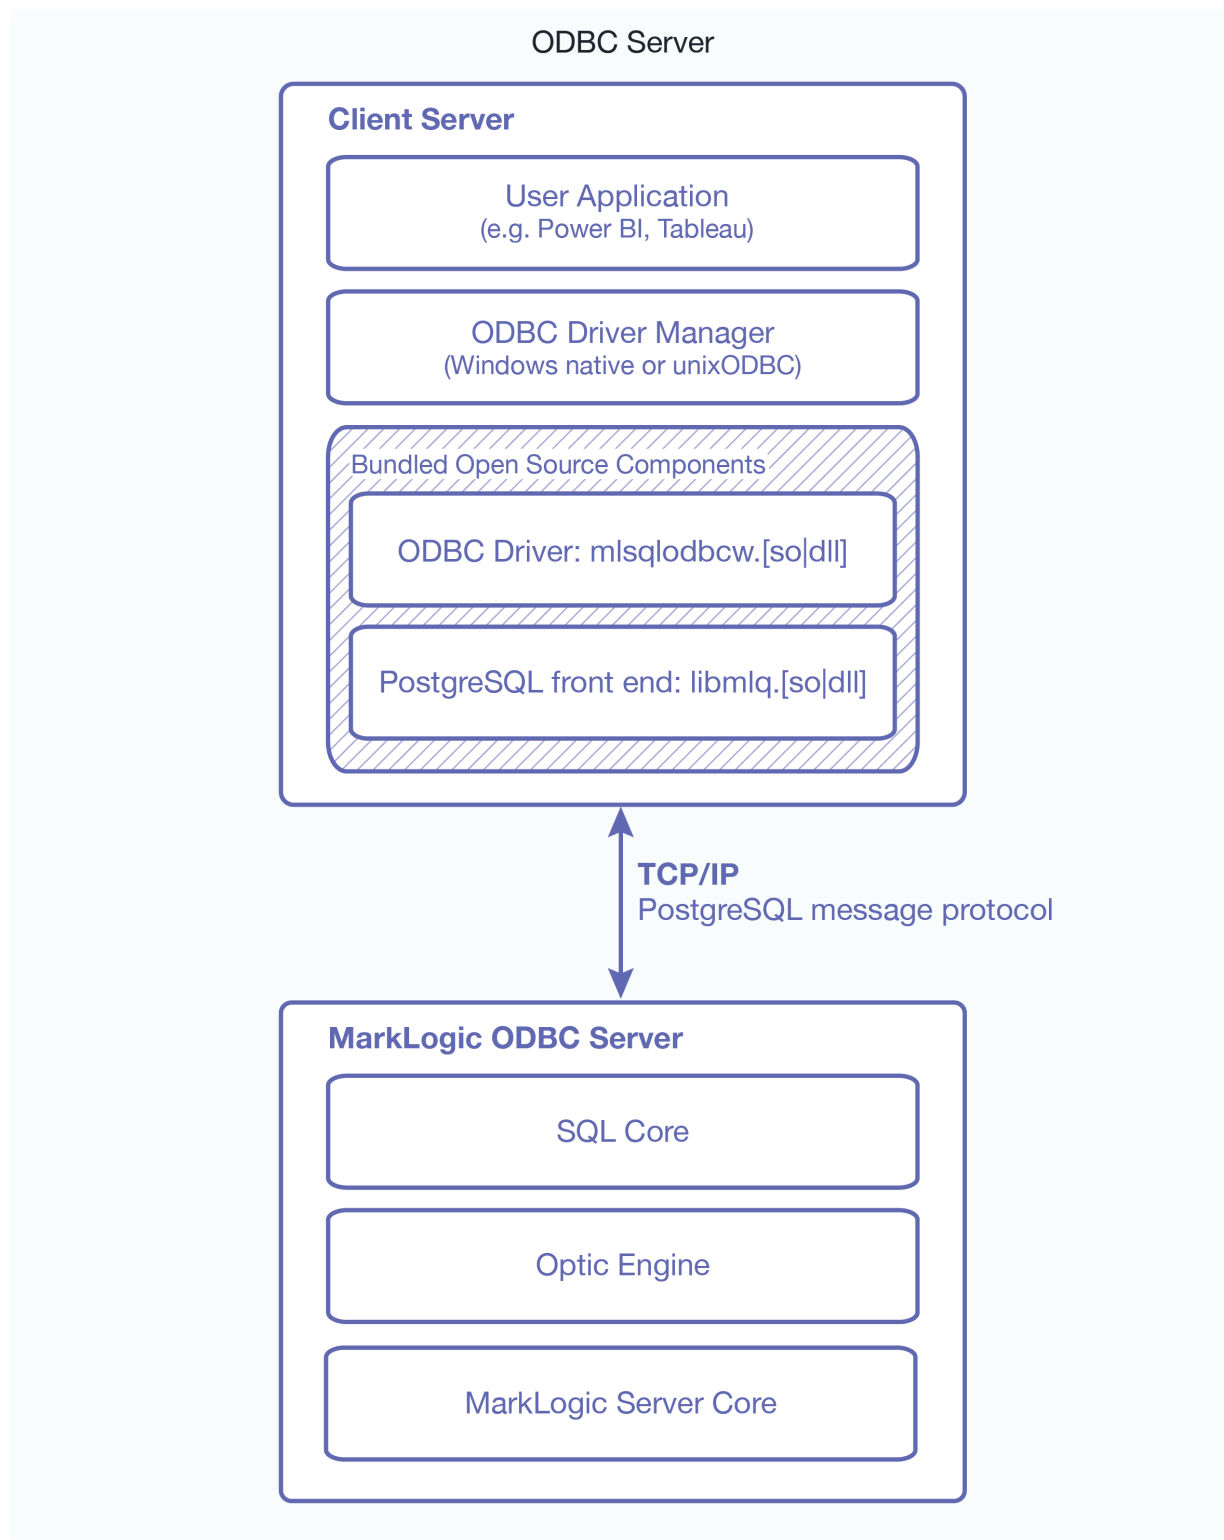 ODBC Server
Client Server
User Application
(e.g. Power BI, Tableau)
ODBC Driver Manager
(Windows native or unixODBC)
Bundled Open Source Components
ODBC Driver: mlsqlodbcw.[so|dll]
PostgreSQL front end: libmlq.[so|dll]
TCP/IP
PostgreSQL message protocol
MarkLogic ODBC Server
SQL Core
Optic Engine
MarkLogic Server Core